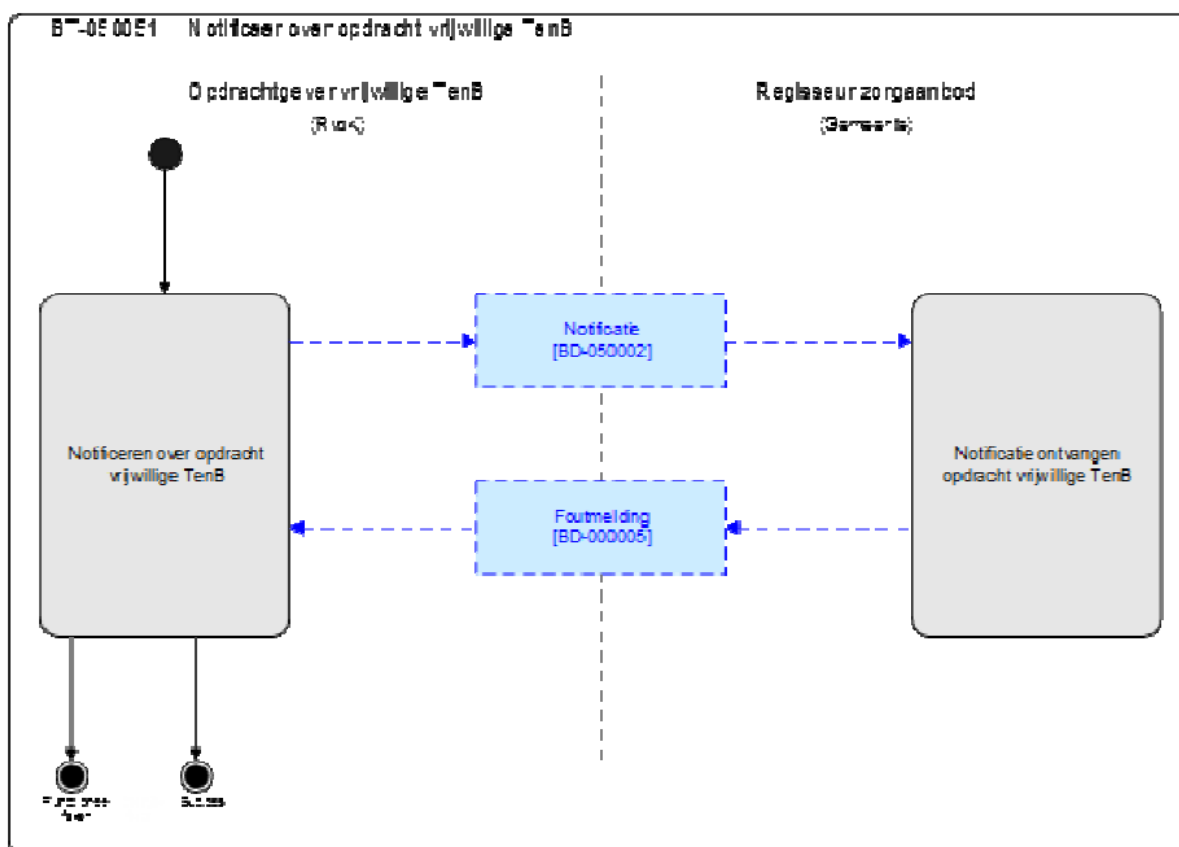 Notificeer over opdracht vrijwillige TenB
Opdrachtgever vrijwillige TenB
Regisseur zorgaanbod
(Gemeente)
Notificatie
[BD-050002]
Notificeren over opdracht
vrijwillige TenB
Notificatie ontvangen
opdracht vrijwillige TenB
Foutmelding
[BD-000005]
Succes